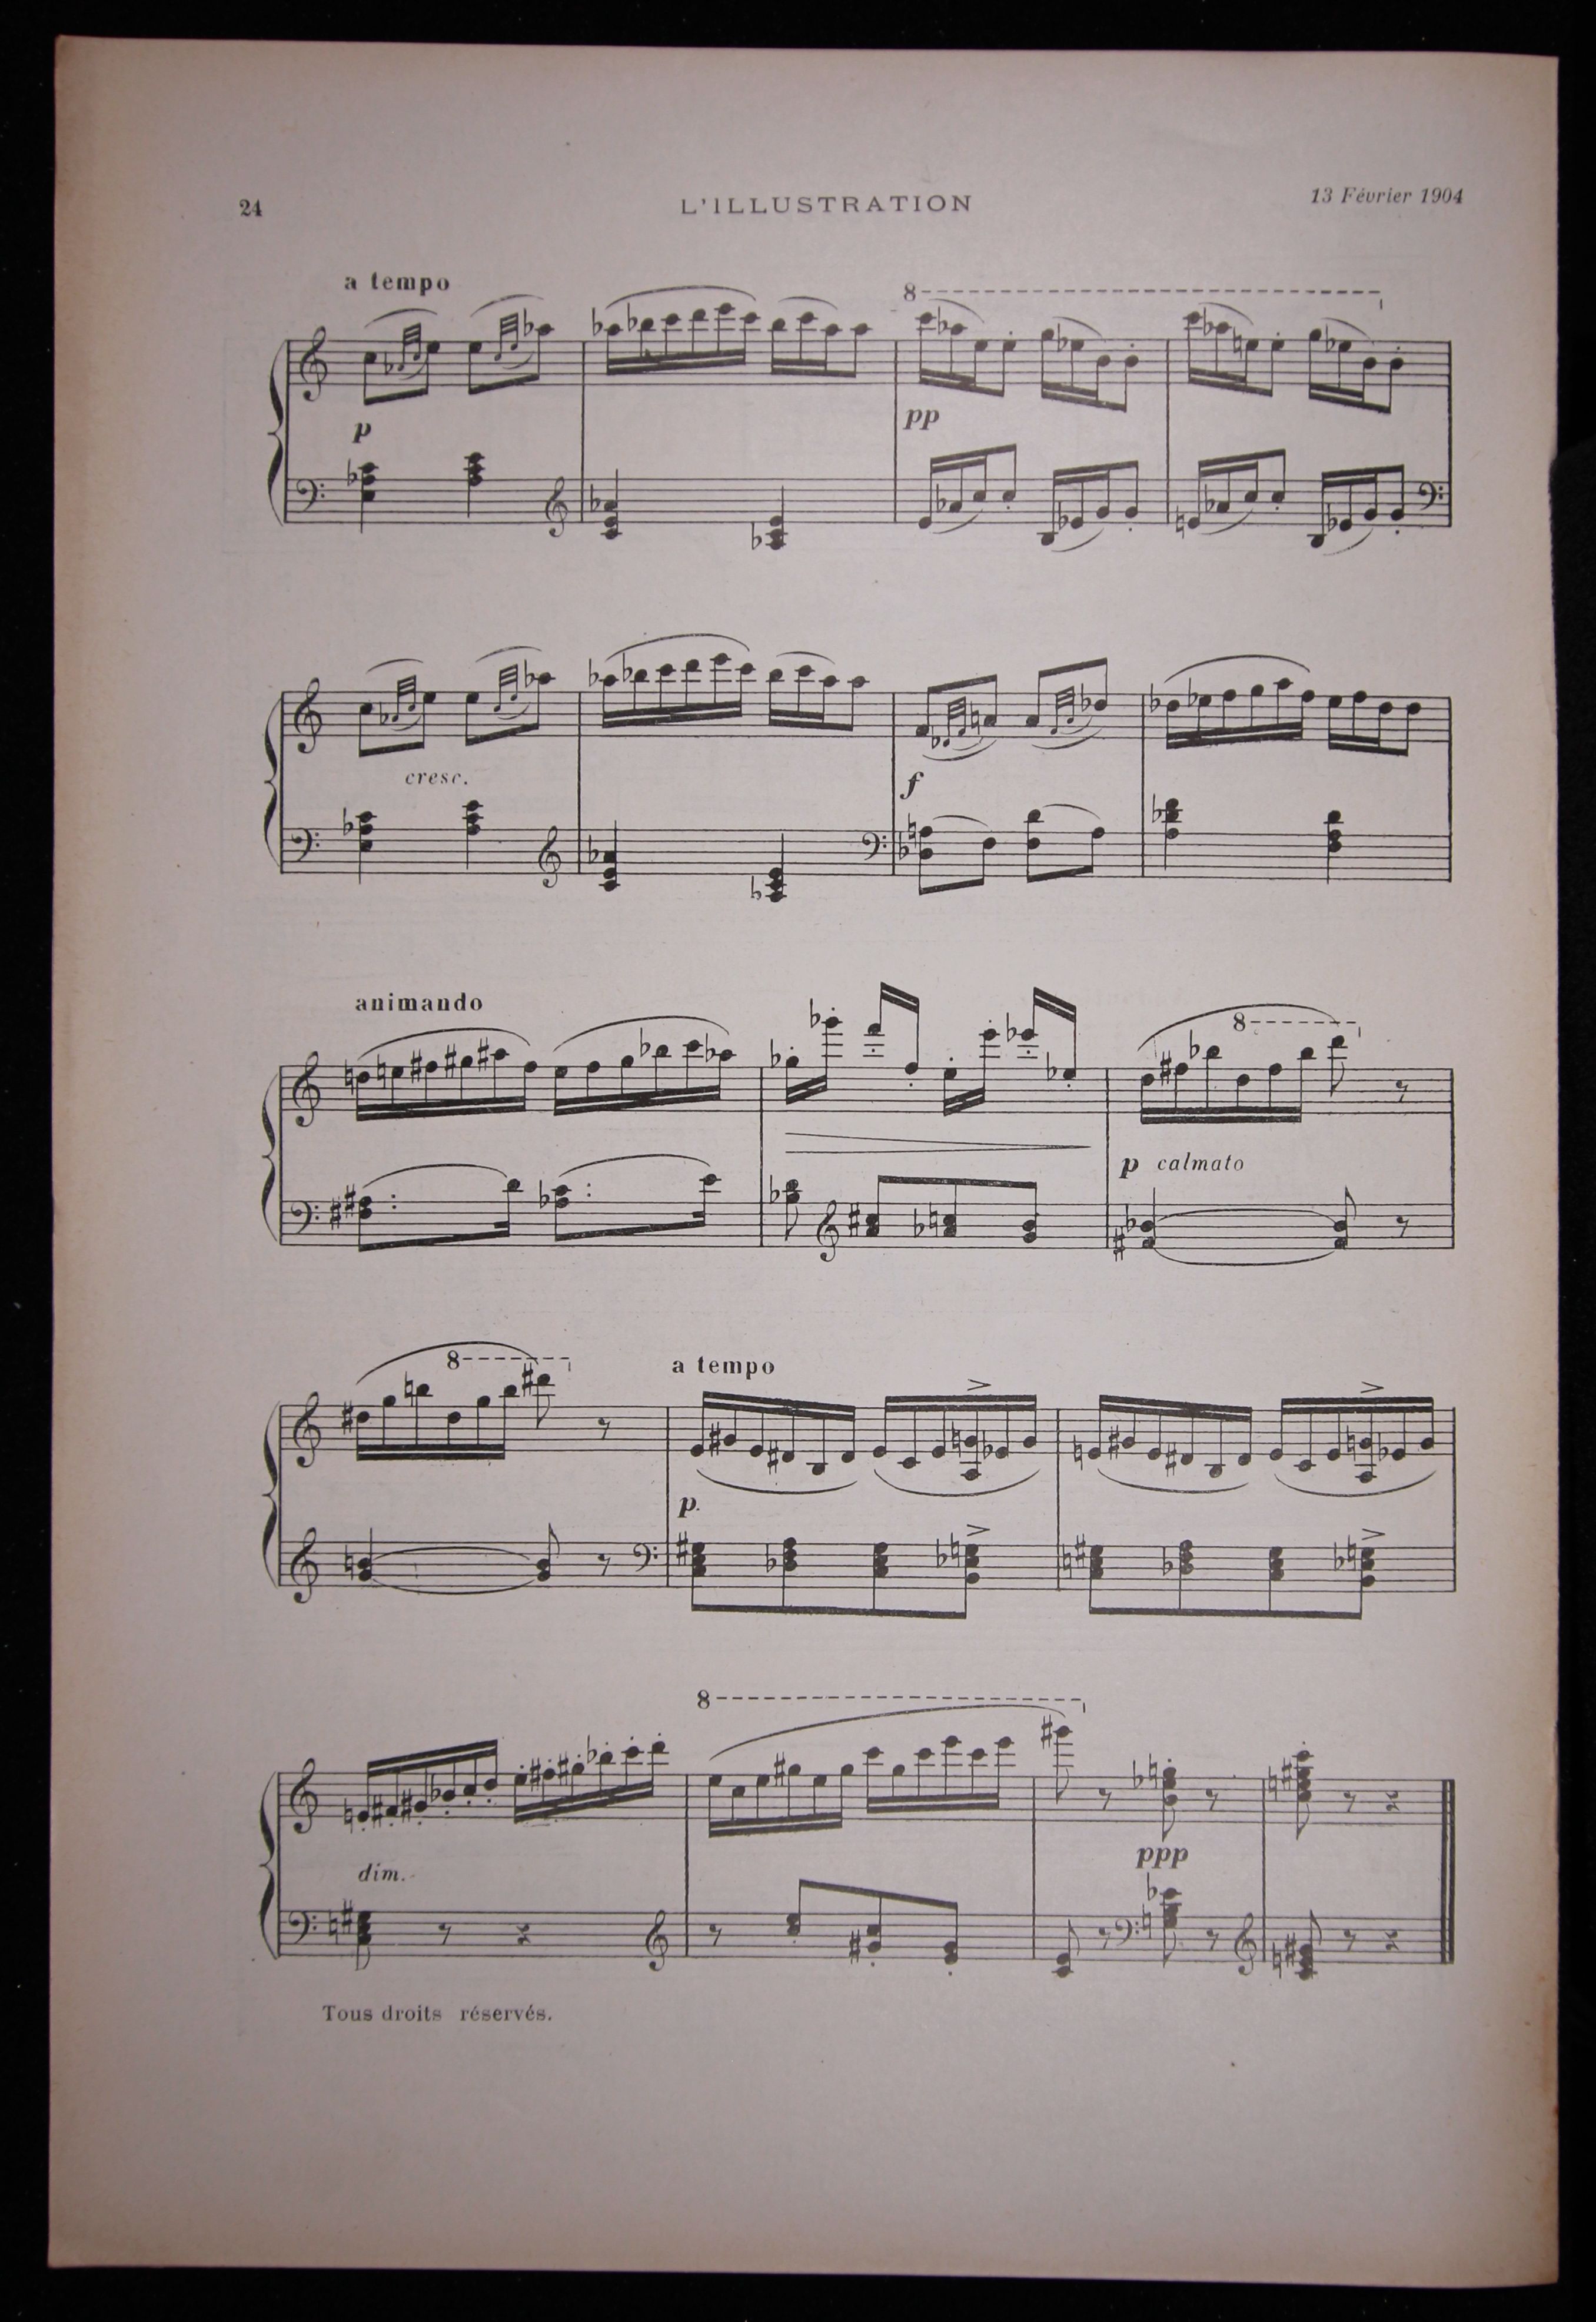 24
L'ILLUSTRATION
13 Février 1904
a tempo
8
p
pp
cresc.
f
animando
8
p calmato
8
a tempo
p.
8
dim.
ppp
Tous droits réservés.